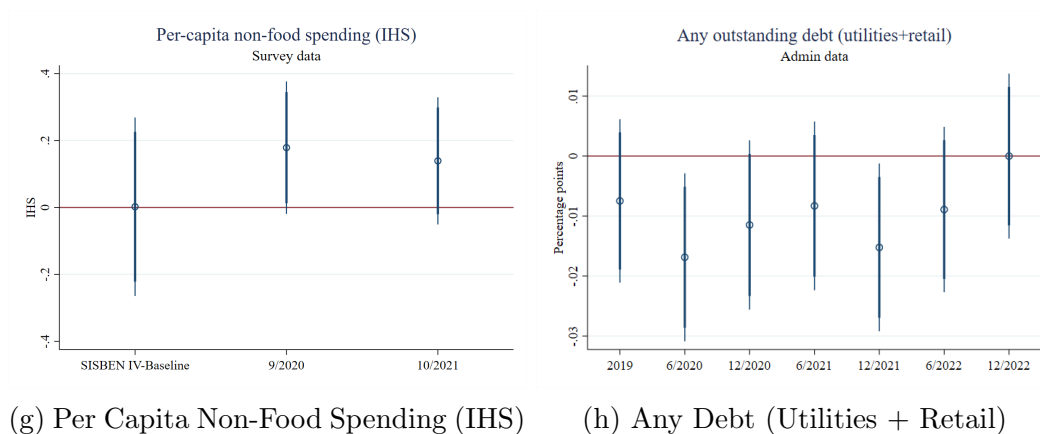 Per-capita non-food spending (IHS)
Survey data
IHS
.4
.2
0
-.2
-.4
SISBEN IV-Baseline 9/2020 10/2021
(g) Per Capita Non-Food Spending (IHS)
Any outstanding debt (utilities+retail)
Admin data
Percentage points
.01
0
-.01
-.02
-.03
2019 6/2020 12/2020 6/2021 12/2021 6/2022 12/2022
(h) Any Debt (Utilities + Retail)